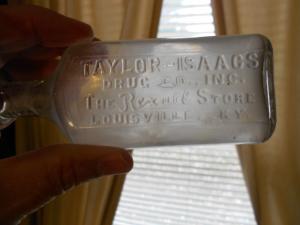 TAYLOR-ISAACS
DRUG CO., INC.
THE Rexall STORE
LOUISVILLE, KY.